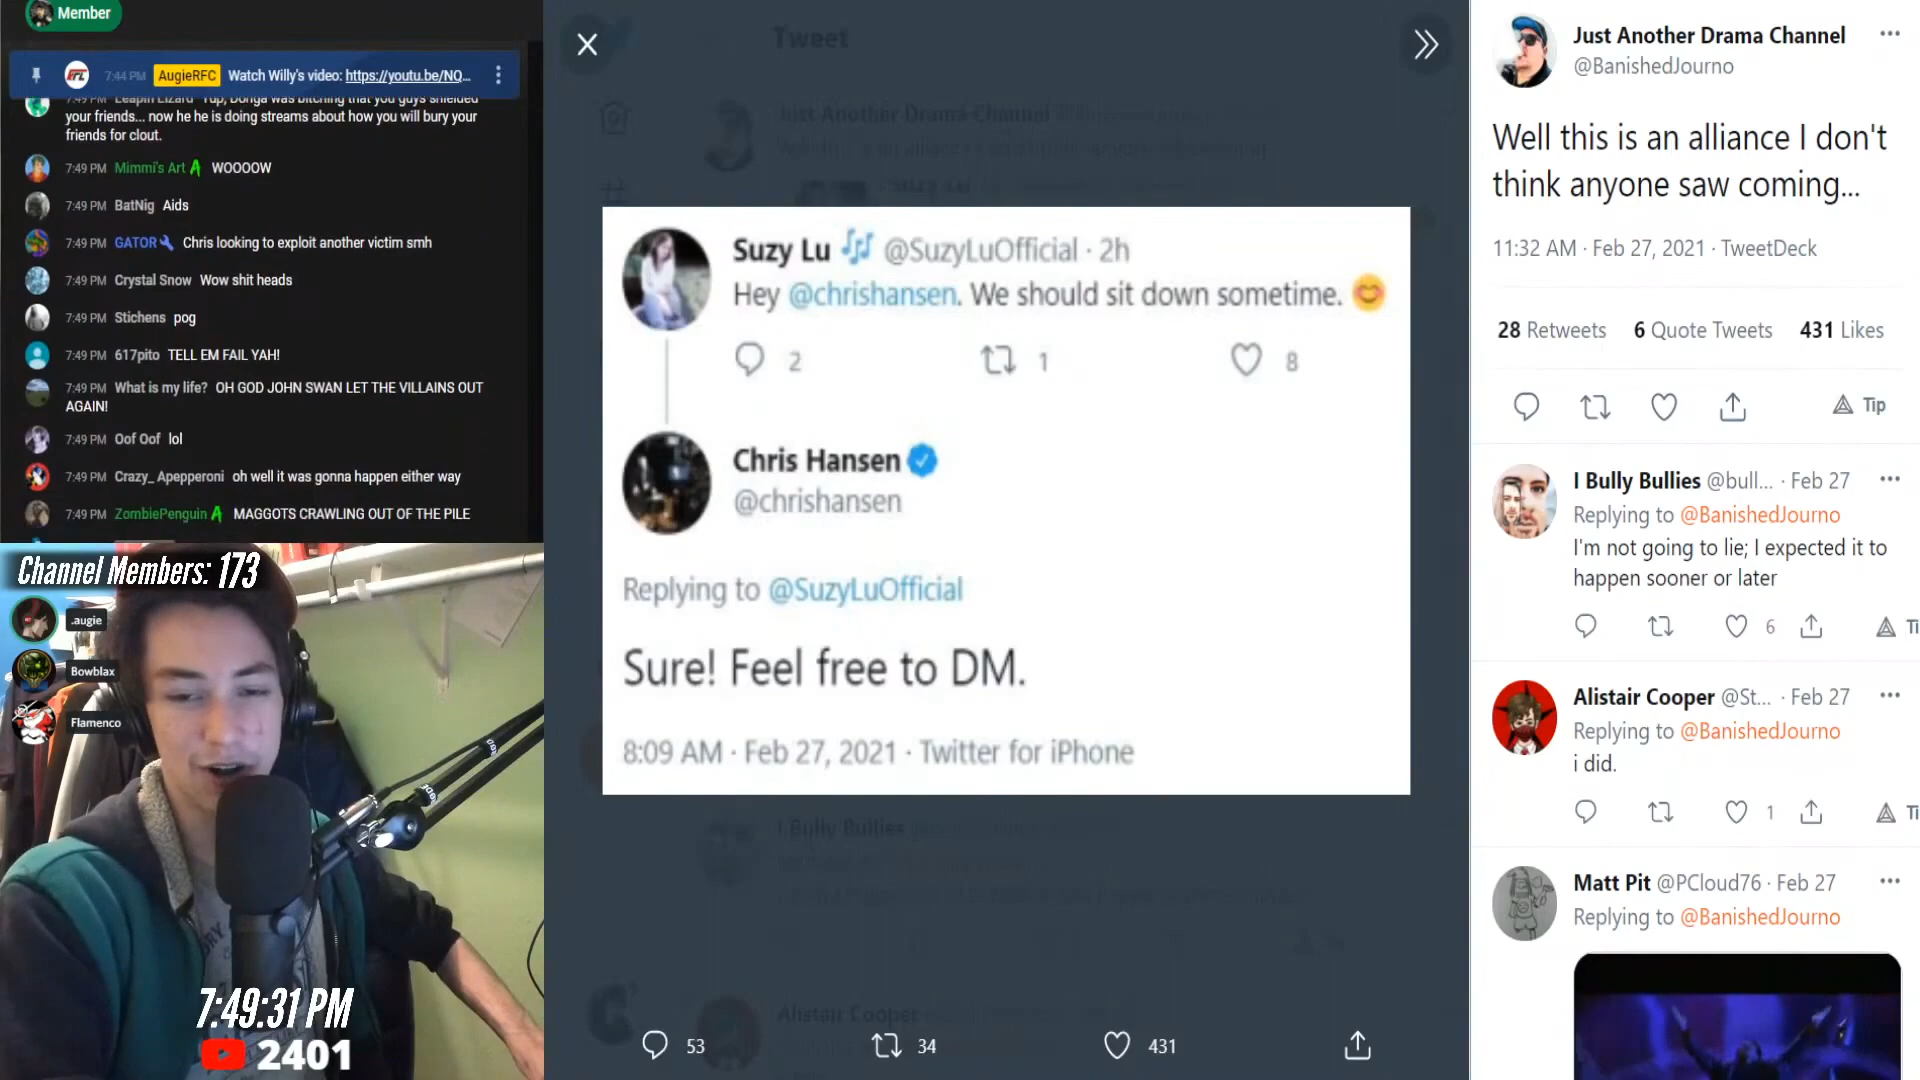 Member
7:44 PM AugieRFC Watch Willy's video: https://youtu.be/NQ...
7:49 PM Leapin Lizard Yup, Donga was bitching that you guys shielded
your friends... now he he is doing streams about how you will bury your
friends for clout.
7:49 PM Mimmi's Art WOOOOW
7:49 PM BatNig Aids
7:49 PM GATOR Chris looking to exploit another victim smh
7:49 PM Crystal Snow Wow shit heads
7:49 PM Stichens pog
7:49 PM 617pito TELL EM FAIL YAH!
7:49 PM What is my life? OH GOD JOHN SWAN LET THE VILLAINS OUT
AGAIN!
7:49 PM Oof Oof lol
7:49 PM Crazy_ Apepperoni oh well it was gonna happen either way
7:49 PM ZombiePenguin MAGGOTS CRAWLING OUT OF THE PILE
Channel Members: 173
.augie
Bowblax
Flamenco
7:49:31 PM
2401
Tweet
Just Another Drama Channel
Suzy Lu @SuzyLuOfficial · 2h
Hey @chrishansen. We should sit down sometime. 😊
2 1 8
Chris Hansen
@chrishansen
Replying to @SuzyLuOfficial
Sure! Feel free to DM.
8:09 AM · Feb 27, 2021 · Twitter for iPhone
I Bully Bullies
Alistair Cooper
53 34 431
Just Another Drama Channel
@BanishedJourno
Well this is an alliance I don't
think anyone saw coming...
11:32 AM · Feb 27, 2021 · TweetDeck
28 Retweets 6 Quote Tweets 431 Likes
Tip
I Bully Bullies @bull... · Feb 27
Replying to @BanishedJourno
I'm not going to lie; I expected it to
happen sooner or later
6 Ti
Alistair Cooper @St... · Feb 27
Replying to @BanishedJourno
i did.
1 Ti
Matt Pit @PCloud76 · Feb 27
Replying to @BanishedJourno